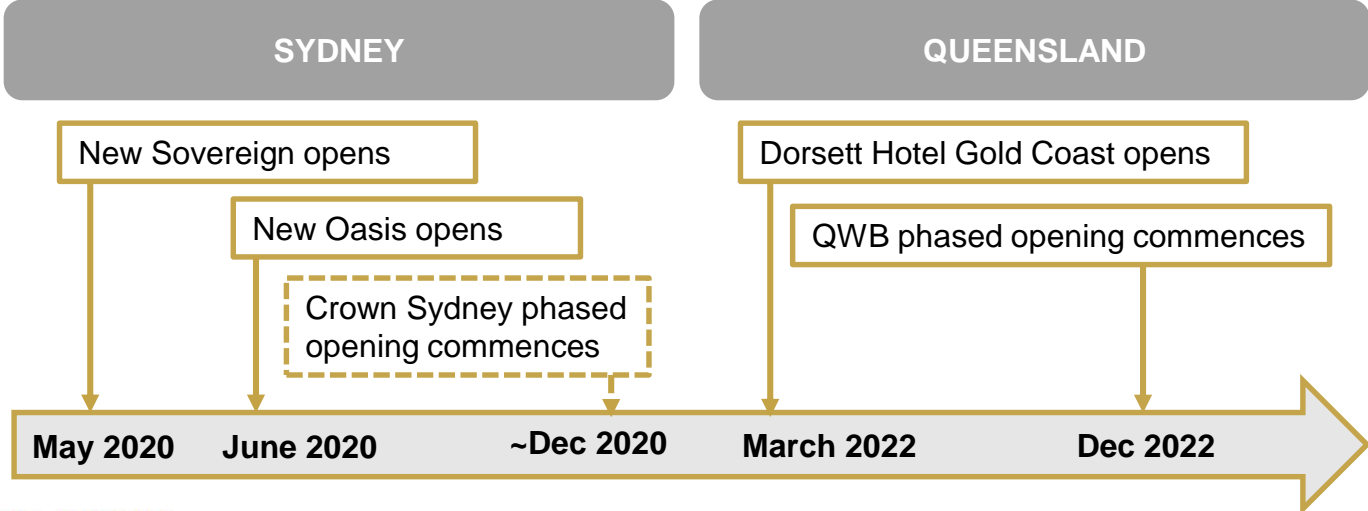 SYDNEY
QUEENSLAND
New Sovereign opens
Dorsett Hotel Gold Coast opens
New Oasis opens
QWB phased opening commences
Crown Sydney phased
opening commences
May 2020
June 2020
~Dec 2020
March 2022
Dec 2022